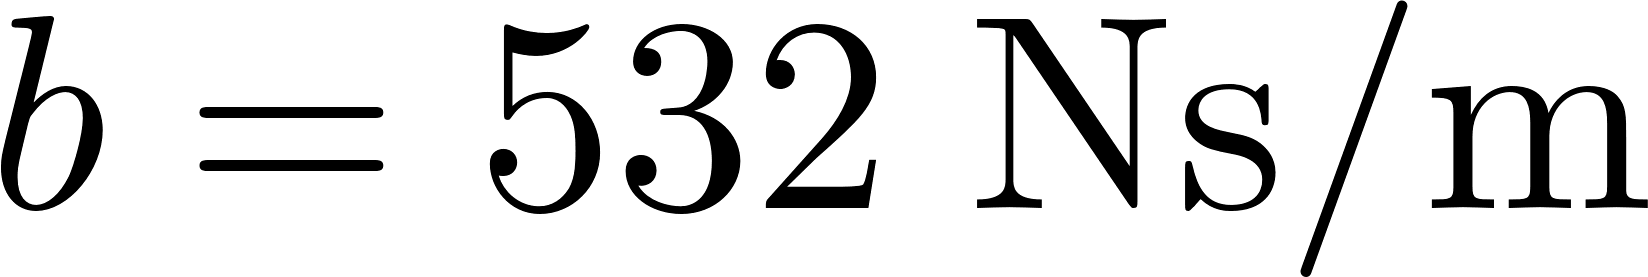 b = 532 Ns/m